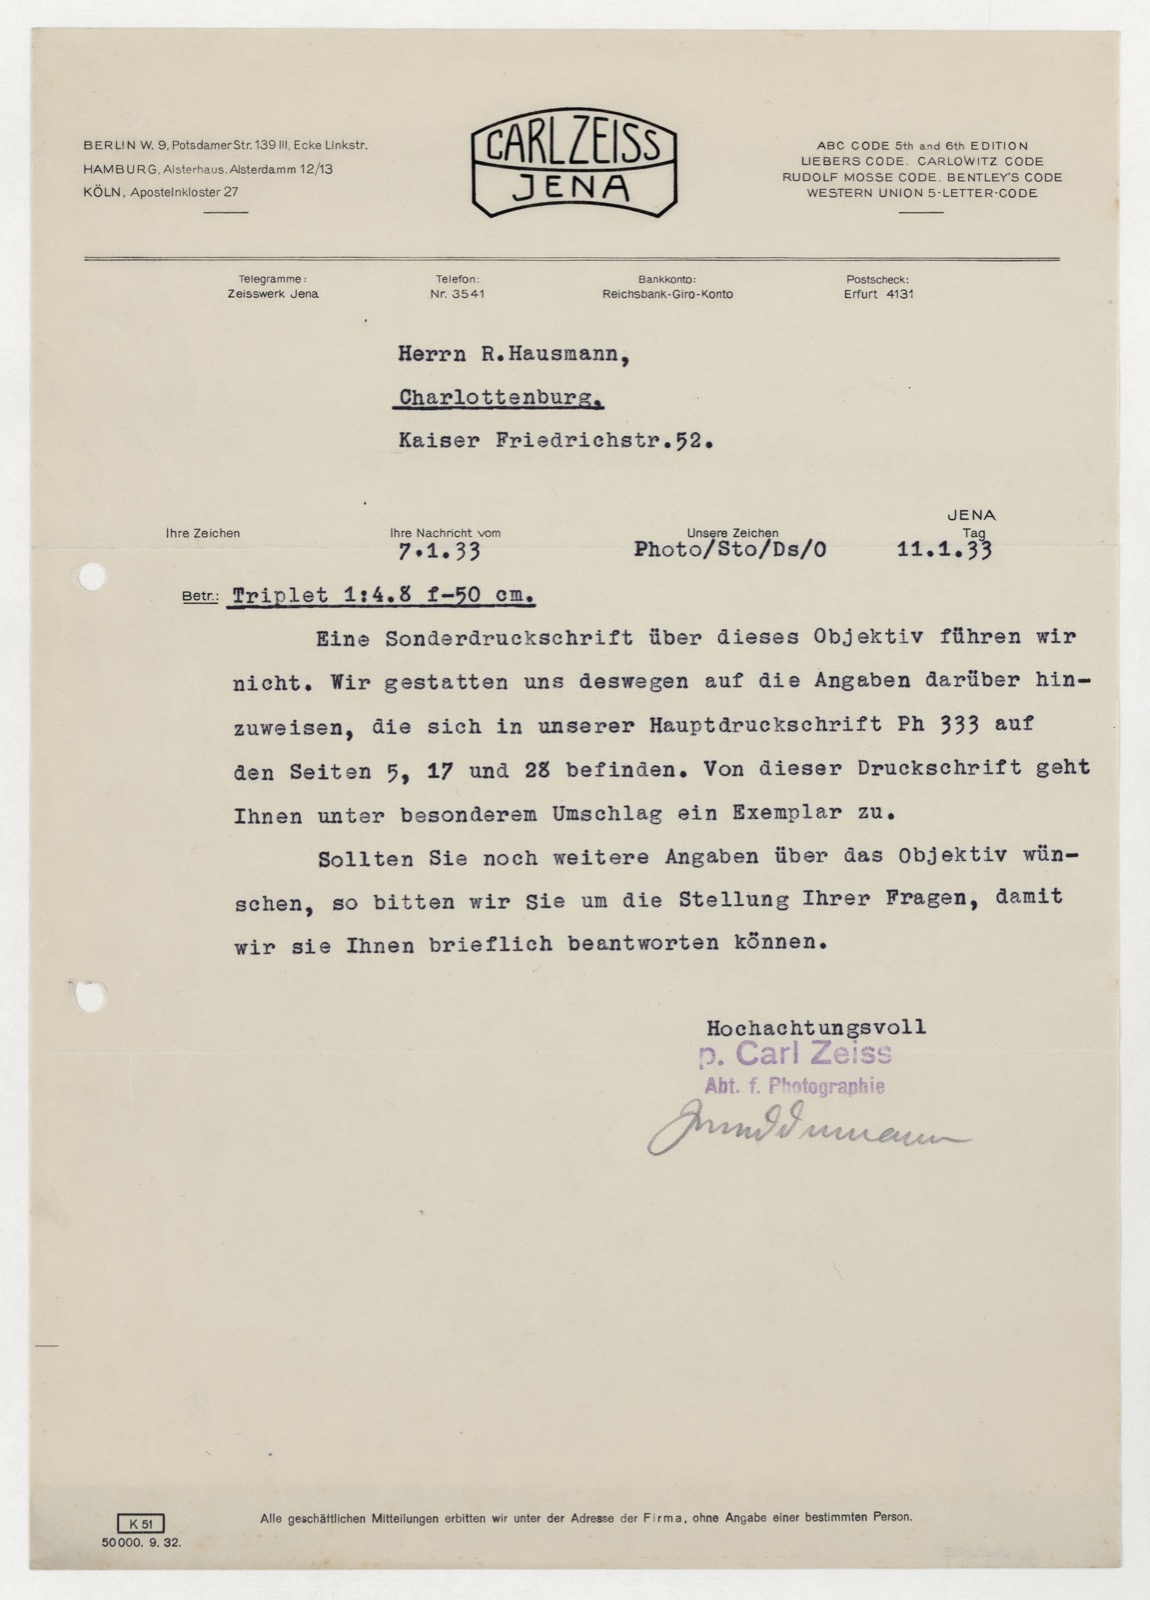 BERLIN W. 9, Potsdamer Str. 139 III, Ecke Linkstr.
HAMBURG, Alsterhaus, Alsterdamm 12/13
KÖLN, Apostelnkloster 27
CARL ZEISS
JENA
ABC CODE 5th and 6th EDITION
LIEBERS CODE. CARLOWITZ CODE
RUDOLF MOSSE CODE. BENTLEY'S CODE
WESTERN UNION 5-LETTER-CODE
Telegramme:
Zeisswerk Jena
Telefon:
Nr. 3541
Bankkonto:
Reichsbank-Giro-Konto
Postscheck:
Erfurt 4131
Herrn R.Hausmann,
Charlottenburg.
Kaiser Friedrichstr.52.
JENA
Ihre Zeichen
Ihre Nachricht vom
Unsere Zeichen
Tag
7.1.33
Photo/Sto/Ds/O
11.1.33
Betr.: Triplet 1:4.8 f-50 cm.
Eine Sonderdruckschrift über dieses Objektiv führen wir
nicht. Wir gestatten uns deswegen auf die Angaben darüber hin-
zuweisen, die sich in unserer Hauptdruckschrift Ph 333 auf
den Seiten 5, 17 und 28 befinden. Von dieser Druckschrift geht
Ihnen unter besonderem Umschlag ein Exemplar zu.
Sollten Sie noch weitere Angaben über das Objektiv wün-
schen, so bitten wir Sie um die Stellung Ihrer Fragen, damit
wir sie Ihnen brieflich beantworten können.
Hochachtungsvoll
p. Carl Zeiss
Abt. f. Photographie
K 51
50000. 9. 32.
Alle geschäftlichen Mitteilungen erbitten wir unter der Adresse der Firma, ohne Angabe einer bestimmten Person.